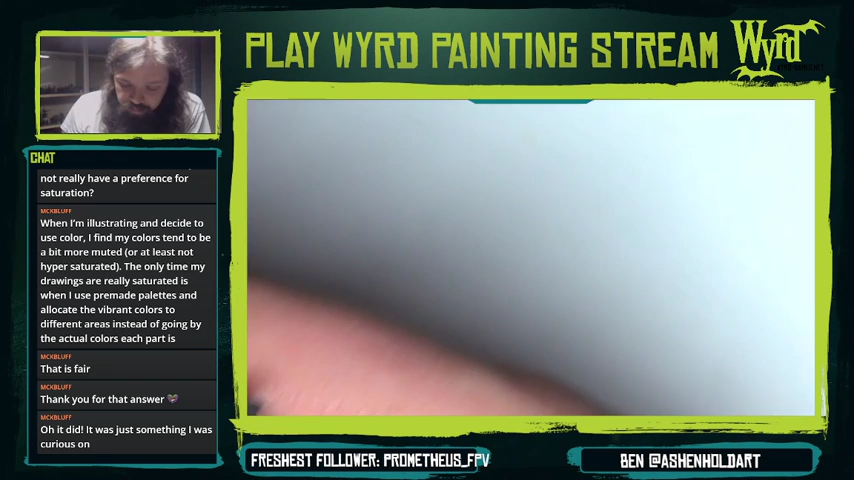 PLAY WYRD PAINTING STREAM
Wyrd
CHAT
not really have a preference for
saturation?
MCKBLUFF
When I'm illustrating and decide to
use color, I find my colors tend to be
a bit more muted (or at least not
hyper saturated). The only time my
drawings are really saturated is
when I use premade palettes and
allocate the vibrant colors to
different areas instead of going by
the actual colors each part is
MCKBLUFF
That is fair
MCKBLUFF
Thank you for that answer
MCKBLUFF
Oh it did! It was just something I was
curious on
FRESHEST FOLLOWER: PROMETHEUS_FPV
BEN @ASHENHOLDART